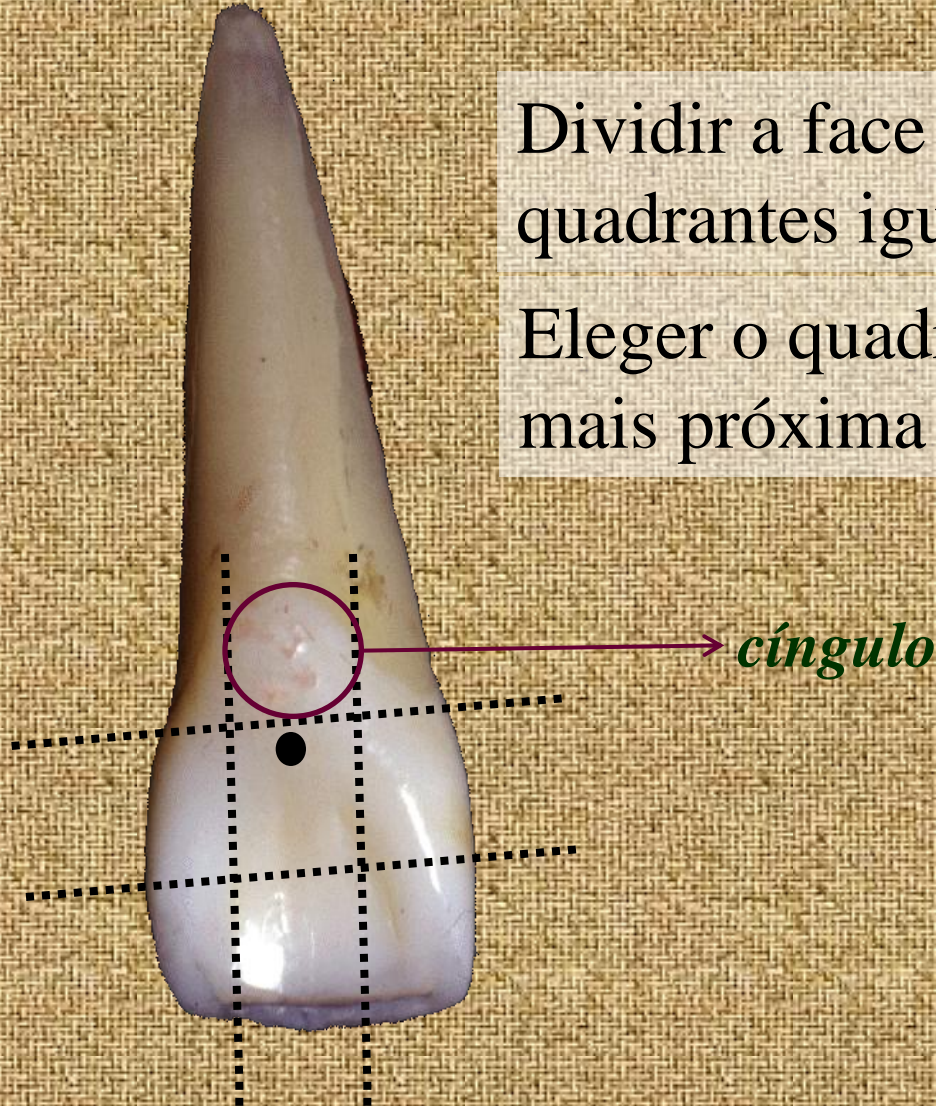 Dividir a face
quadrantes igu
Eleger o quad
mais próxima
cíngulo